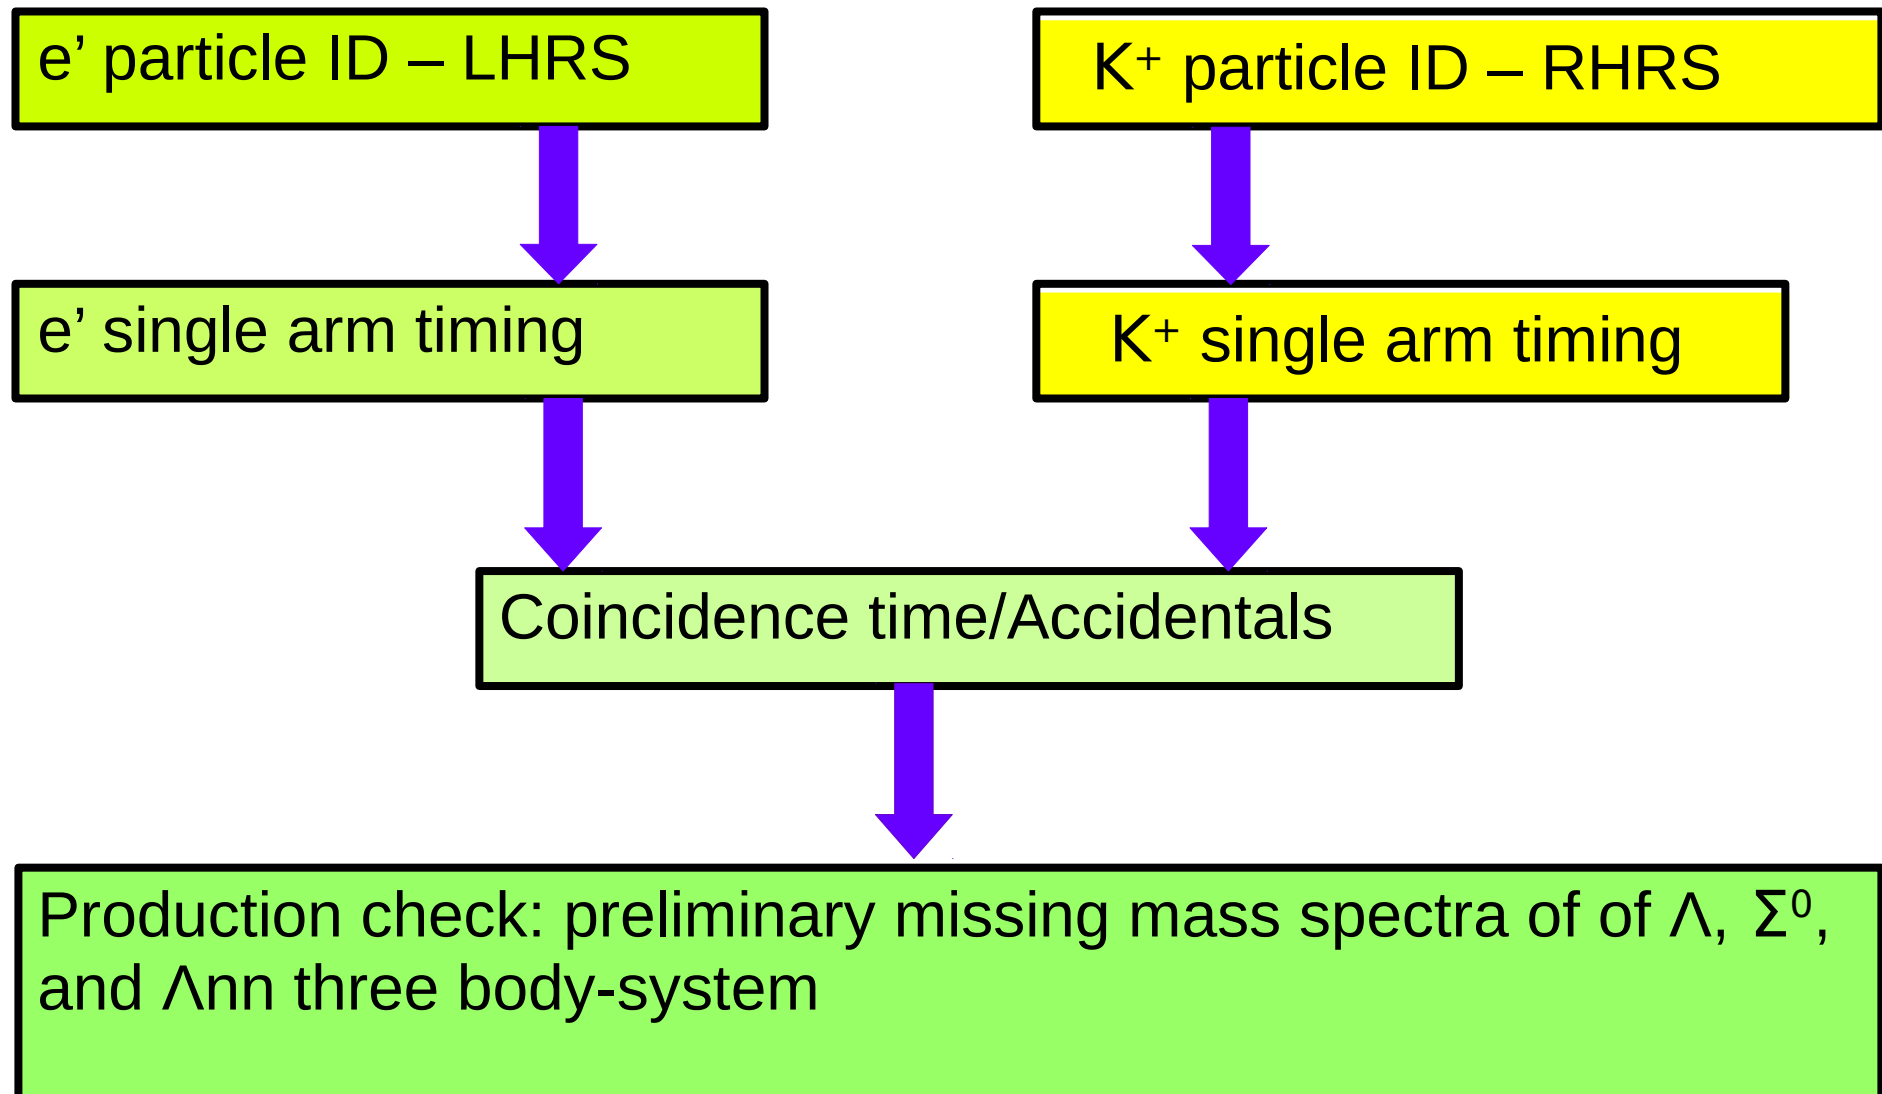 e’ particle ID – LHRS
K⁺ particle ID – RHRS
e’ single arm timing
K⁺ single arm timing
Coincidence time/Accidentals
Production check: preliminary missing mass spectra of of Λ, Σ⁰,
and Λnn three body-system